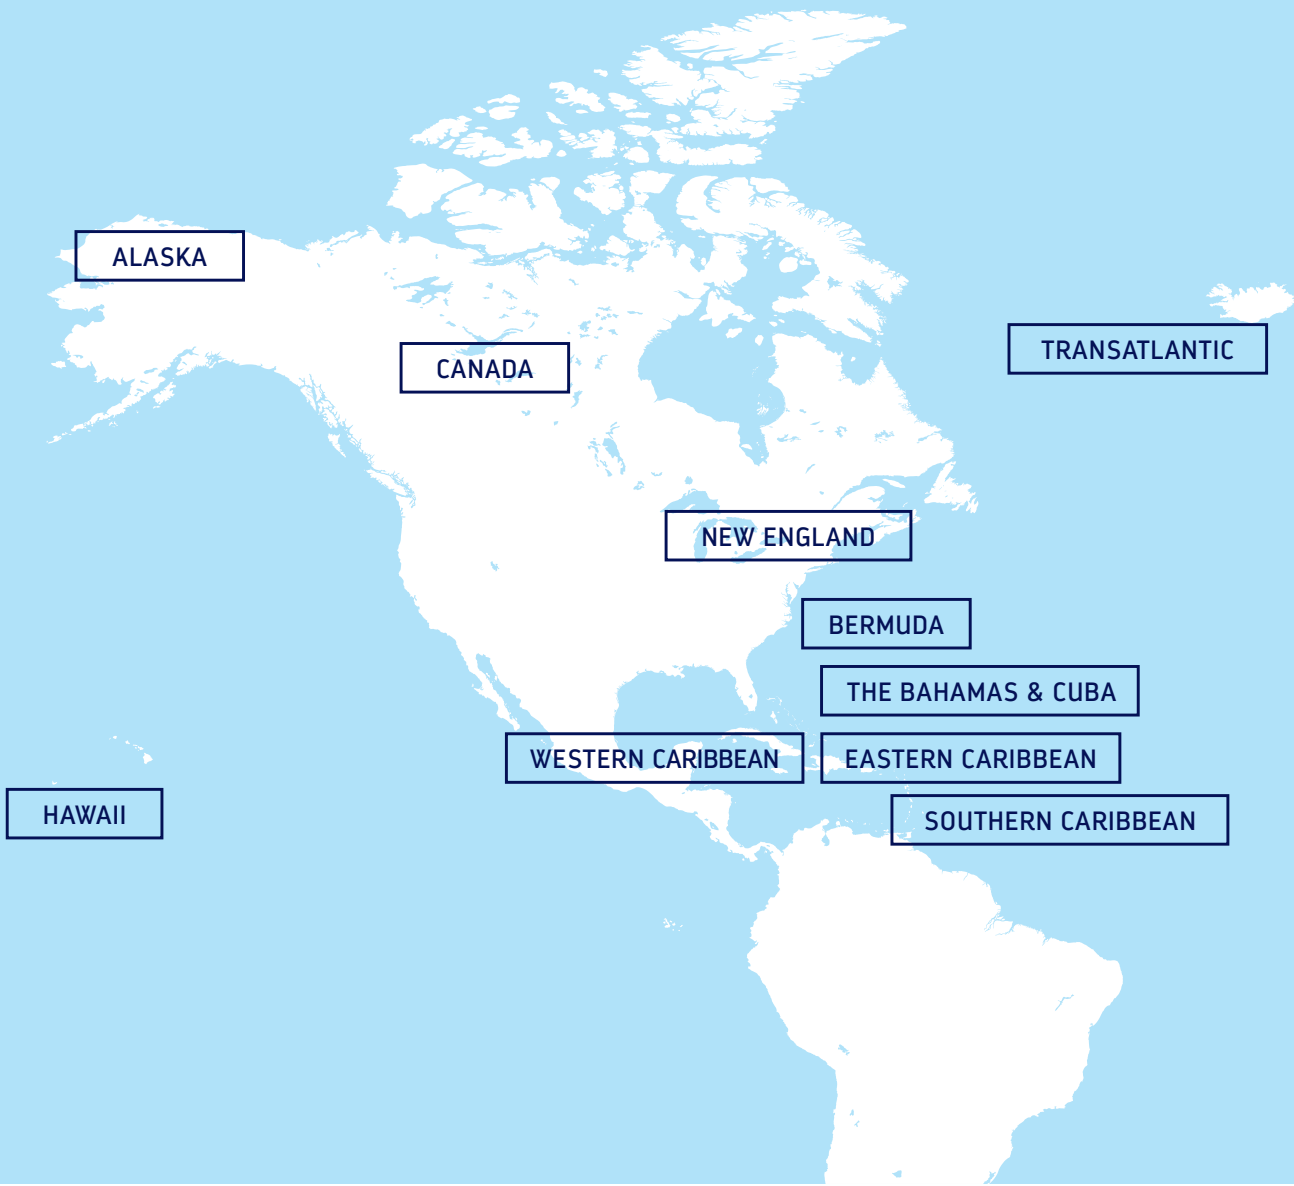 ALASKA
TRANSATLANTIC
CANADA
NEW ENGLAND
BERMUDA
THE BAHAMAS & CUBA
WESTERN CARIBBEAN
EASTERN CARIBBEAN
HAWAII
SOUTHERN CARIBBEAN